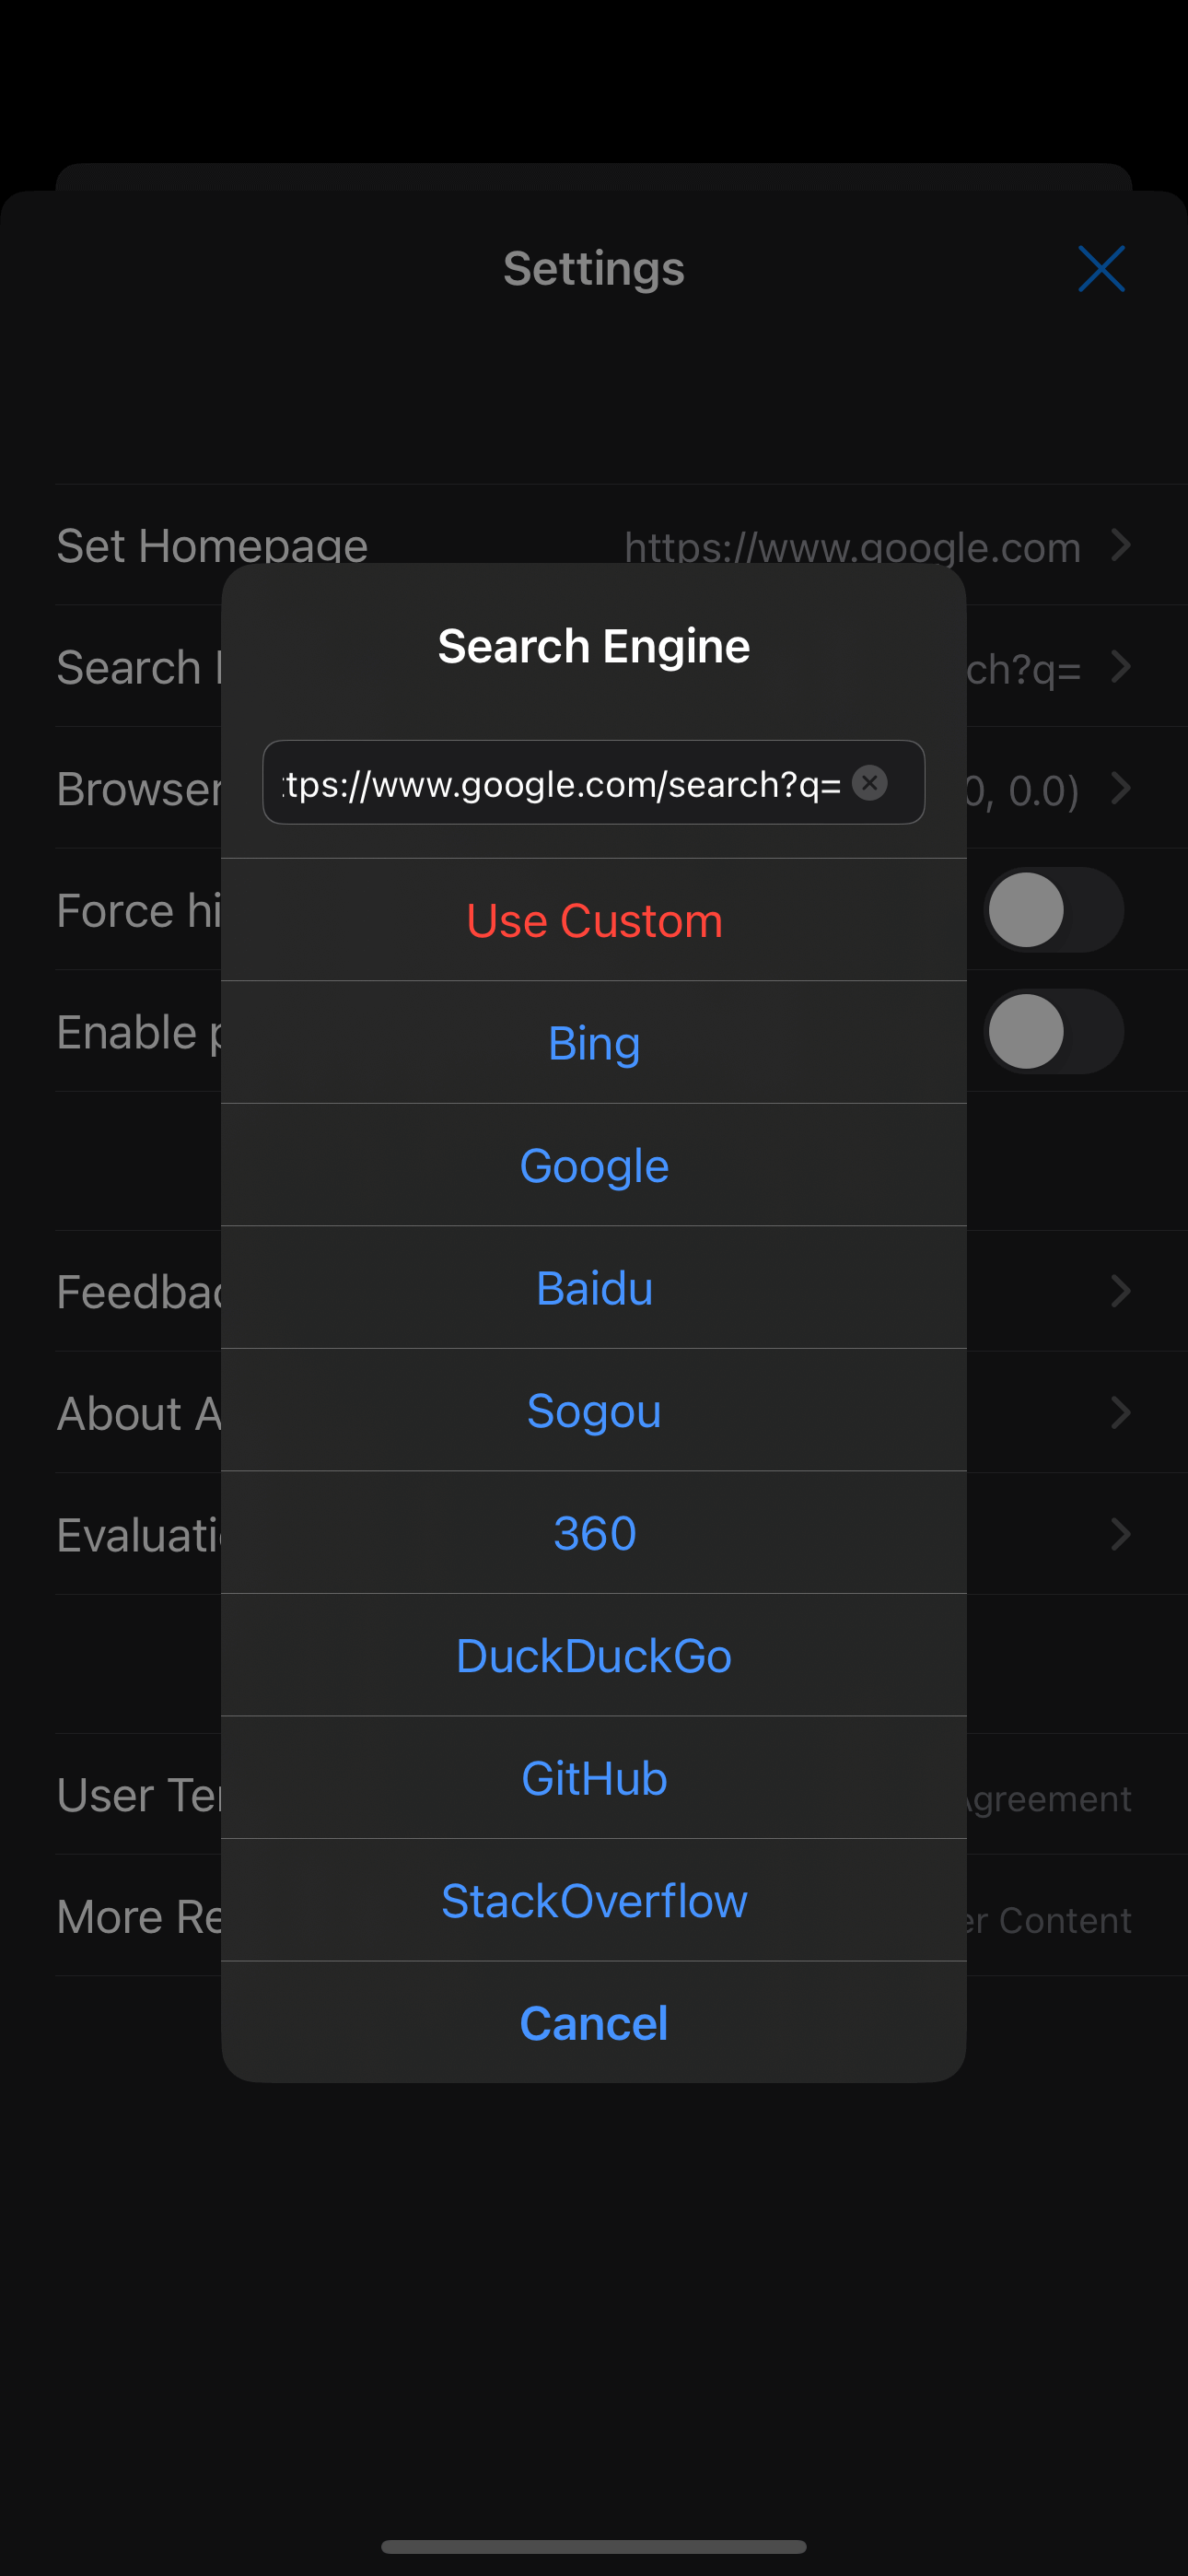 Settings
Set Homepage https://www.google.com
Search Engine
Search ch?q=
tps://www.google.com/search?q=
Browser 0, 0.0)
Use Custom
Force hi
Bing
Enable p
Google
Baidu
Feedbac
Sogou
About A
360
Evaluati
DuckDuckGo
GitHub
User Ter Agreement
StackOverflow
More Re er Content
Cancel